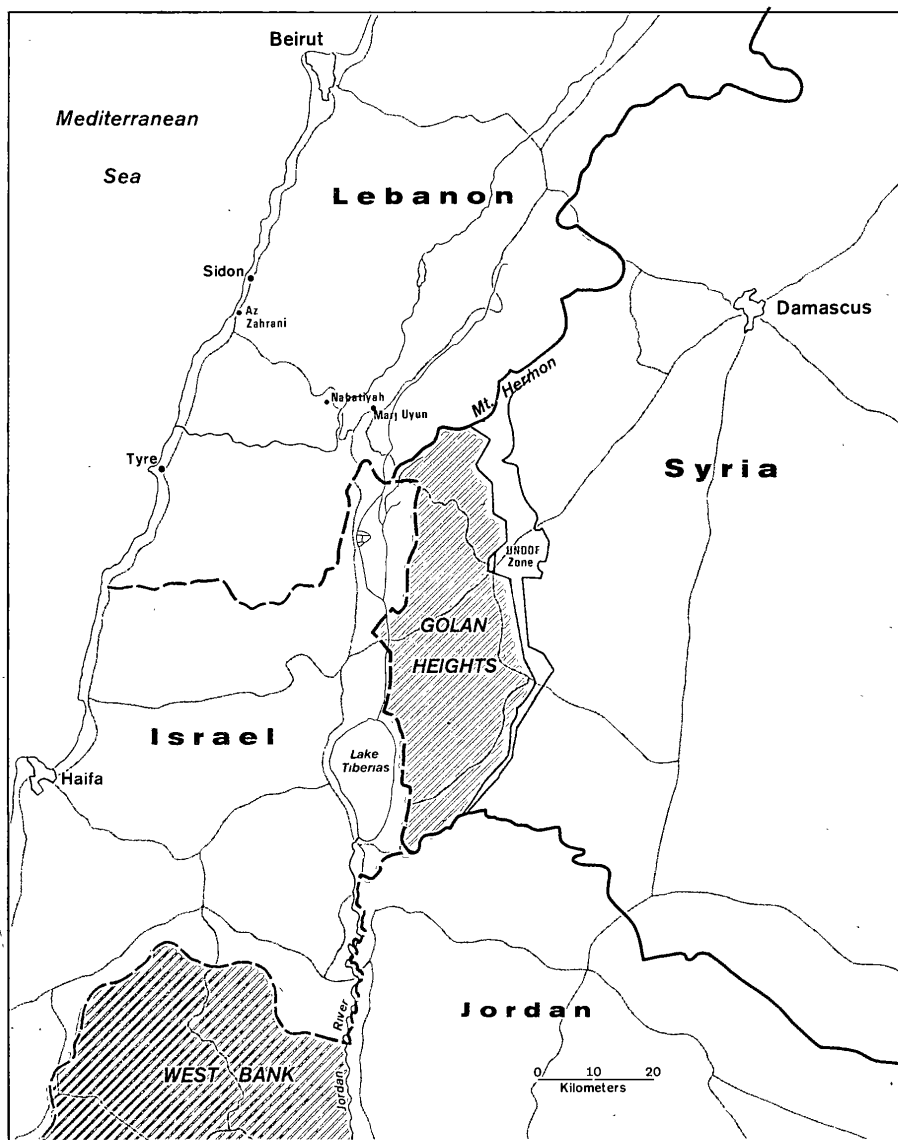 Beirut
Mediterranean
Sea
Lebanon
Sidon
Az
Zahrani
Damascus
Mt. Hermon
Nabatiyah
Marj Uyun
Tyre
Syria
UNDOF
Zone
GOLAN
HEIGHTS
Israel
Lake
Tiberias
Haifa
Jordan River
Jordan
WEST BANK
0 10 20
Kilometers